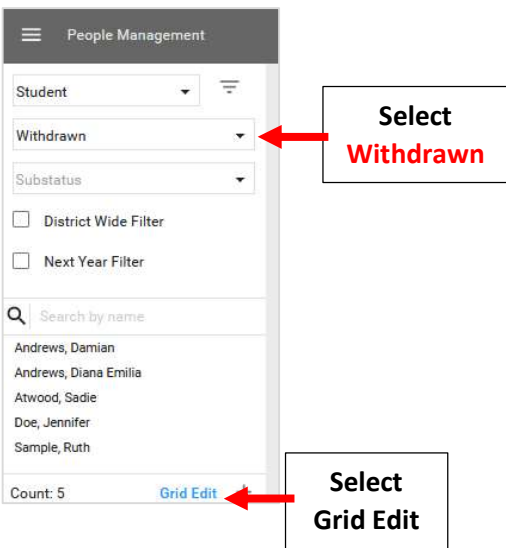 People Management
Student
Withdrawn
Select
Withdrawn
Substatus
District Wide Filter
Next Year Filter
Search by name
Andrews, Damian
Andrews, Diana Emilia
Atwood, Sadie
Doe, Jennifer
Sample, Ruth
Count: 5 Grid Edit
Select
Grid Edit